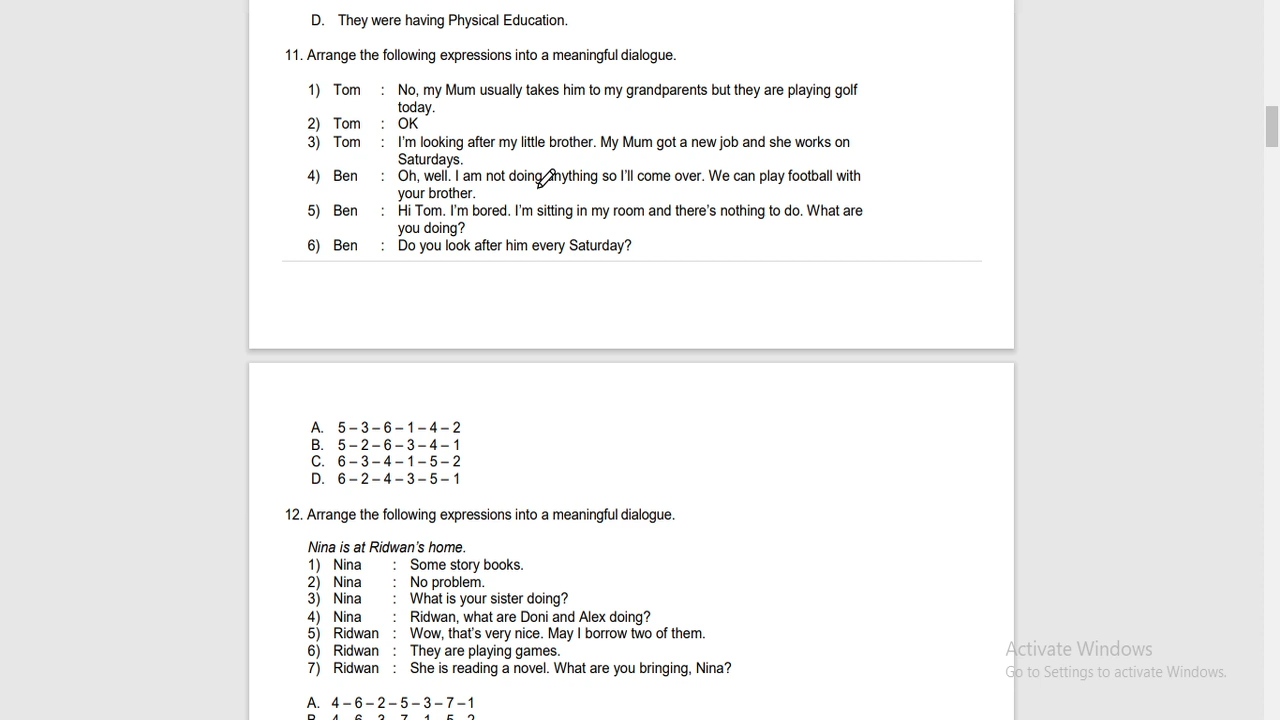 D. They were having Physical Education.
11. Arrange the following expressions into a meaningful dialogue.
1) Tom : No, my Mum usually takes him to my grandparents but they are playing golf
today.
2) Tom : OK
3) Tom : I'm looking after my little brother. My Mum got a new job and she works on
Saturdays.
4) Ben : Oh, well. I am not doing anything so I'll come over. We can play football with
your brother.
5) Ben : Hi Tom. I'm bored. I'm sitting in my room and there's nothing to do. What are
you doing?
6) Ben : Do you look after him every Saturday?
A. 5 – 3 – 6 – 1 – 4 – 2
B. 5 – 2 – 6 – 3 – 4 – 1
C. 6 – 3 – 4 – 1 – 5 – 2
D. 6 – 2 – 4 – 3 – 5 – 1
12. Arrange the following expressions into a meaningful dialogue.
Nina is at Ridwan's home.
1) Nina : Some story books.
2) Nina : No problem.
3) Nina : What is your sister doing?
4) Nina : Ridwan, what are Doni and Alex doing?
5) Ridwan : Wow, that's very nice. May I borrow two of them.
6) Ridwan : They are playing games.
7) Ridwan : She is reading a novel. What are you bringing, Nina?
A. 4 – 6 – 2 – 5 – 3 – 7 – 1
B. 4 – 6 – 3 – 7 – 1 – 5 – 2
Activate Windows
Go to Settings to activate Windows.